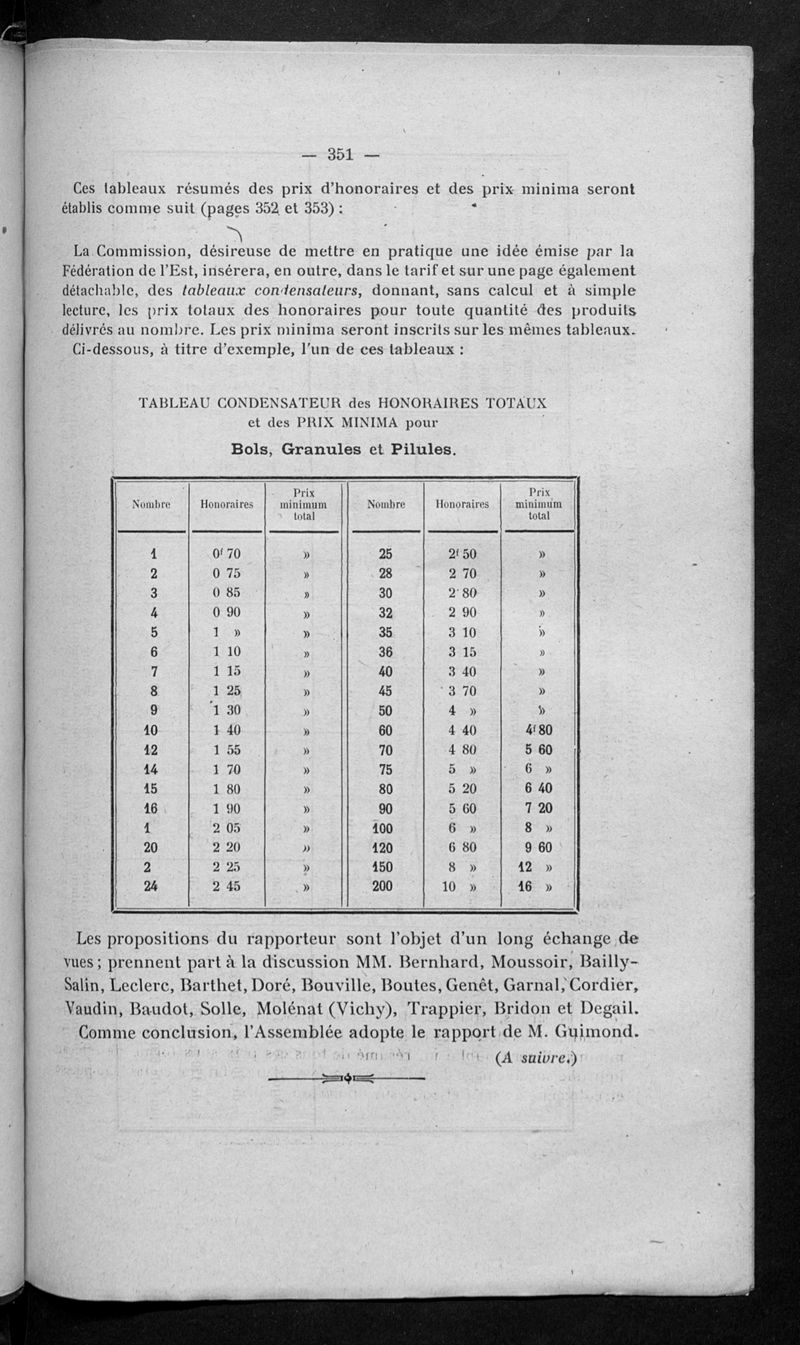 — 351 —
Ces tableaux résumés des prix d'honoraires et des prix minima seront
établis comme suit (pages 352 et 353) :
La Commission, désireuse de mettre en pratique une idée émise par la
Fédération de l'Est, insérera, en outre, dans le tarif et sur une page également
détachable, des tableaux condensateurs, donnant, sans calcul et à simple
lecture, les prix totaux des honoraires pour toute quantité des produits
délivrés au nombre. Les prix minima seront inscrits sur les mêmes tableaux.
Ci-dessous, à titre d'exemple, l'un de ces tableaux :
TABLEAU CONDENSATEUR des HONORAIRES TOTAUX
et des PRIX MINIMA pour
Bols, Granules et Pilules.
Nombre Honoraires Prix minimum total Nombre Honoraires Prix minimum total
1 0f 70 » 25 2f 50 »
2 0 75 » 28 2 70 »
3 0 85 » 30 2 80 »
4 0 90 » 32 2 90 »
5 1 » » 35 3 10 »
6 1 10 » 36 3 15 »
7 1 15 » 40 3 40 »
8 1 25 » 45 3 70 »
9 1 30 » 50 4 » »
10 1 40 » 60 4 40 4f 80
12 1 55 » 70 4 80 5 60
14 1 70 » 75 5 » 6 »
15 1 80 » 80 5 20 6 40
16 1 90 » 90 5 60 7 20
1 2 05 » 100 6 » 8 »
20 2 20 » 120 6 80 9 60
2 2 25 » 150 8 » 12 »
24 2 45 » 200 10 » 16 »
Les propositions du rapporteur sont l'objet d'un long échange de
vues; prennent part à la discussion MM. Bernhard, Moussoir, Bailly-
Salin, Leclerc, Barthet, Doré, Bouville, Boutes, Genêt, Garnal, Cordier,
Vaudin, Baudot, Solle, Molénat (Vichy), Trappier, Bridon et Degail.
Comme conclusion, l'Assemblée adopte le rapport de M. Guimond.
(A suivre.)